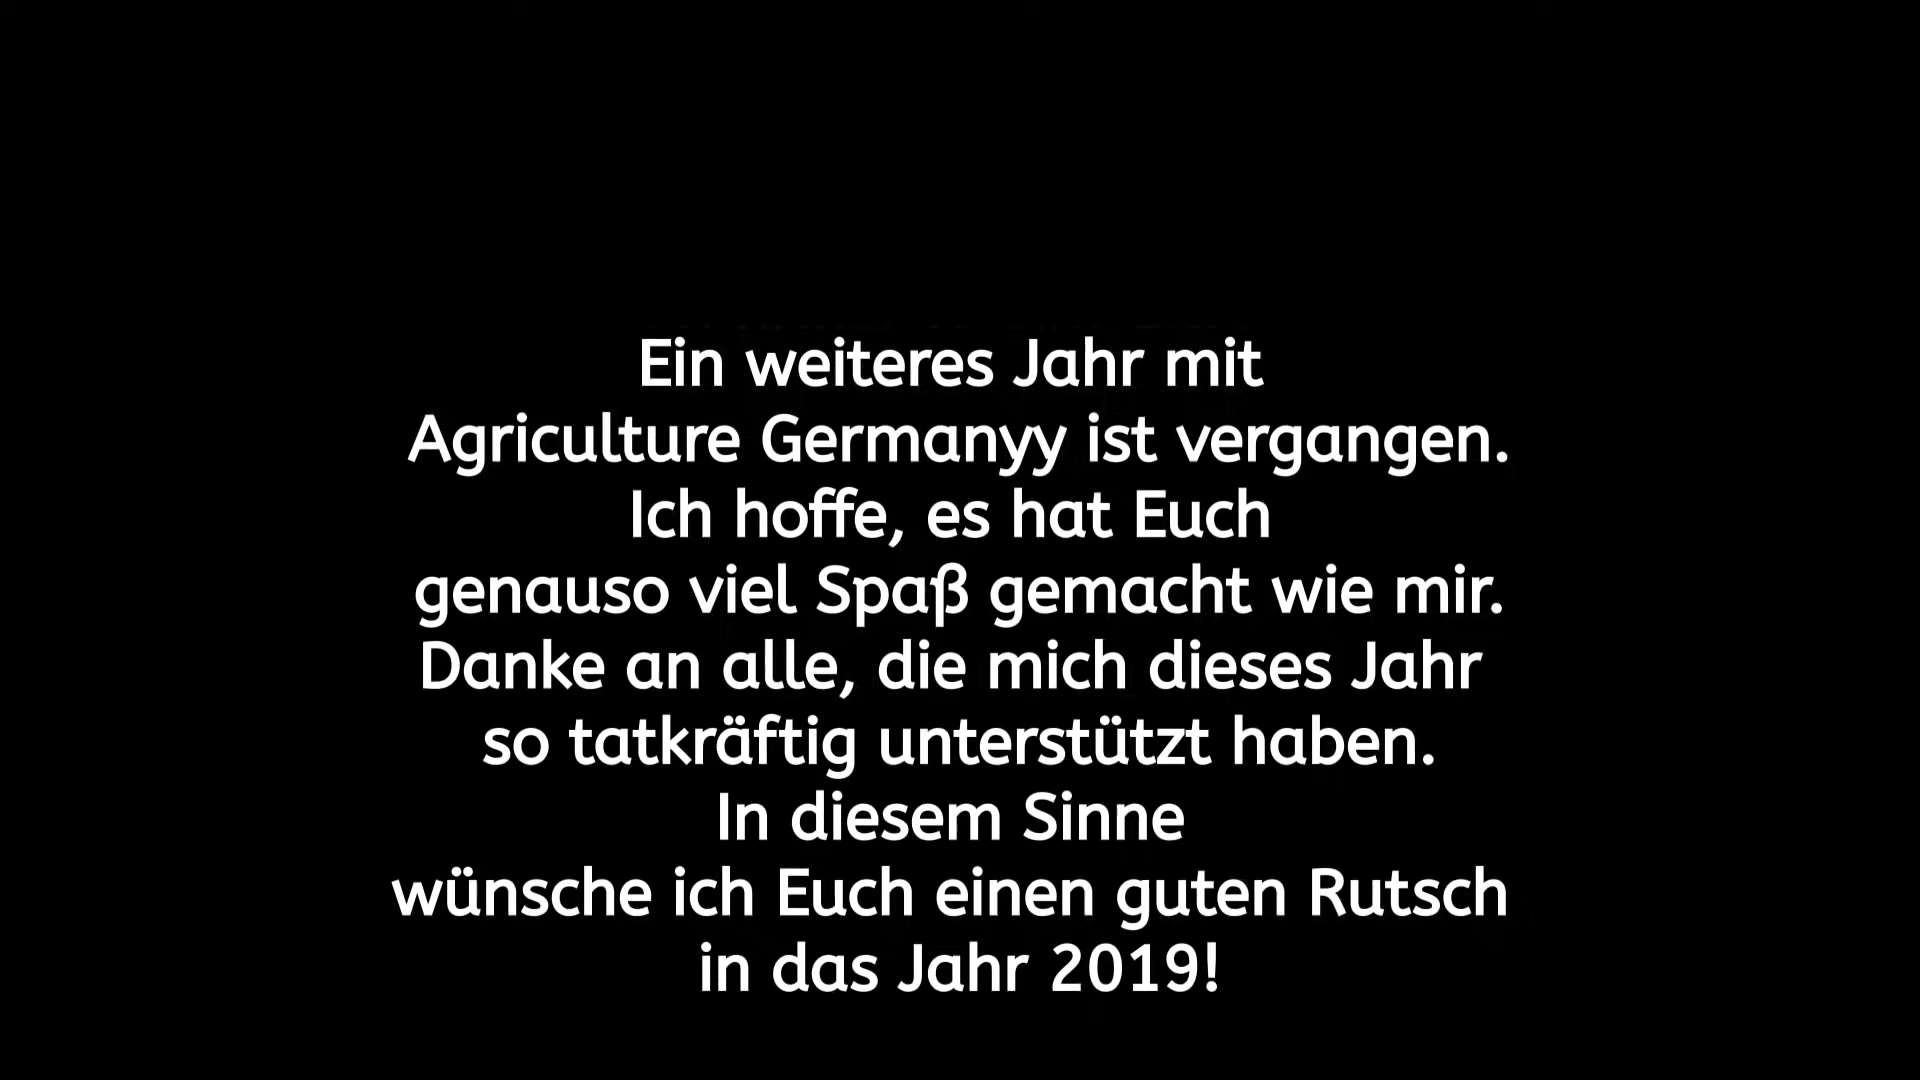 Ein weiteres Jahr mit
Agriculture Germanyy ist vergangen.
Ich hoffe, es hat Euch
genauso viel Spaß gemacht wie mir.
Danke an alle, die mich dieses Jahr
so tatkräftig unterstützt haben.
In diesem Sinne
wünsche ich Euch einen guten Rutsch
in das Jahr 2019!